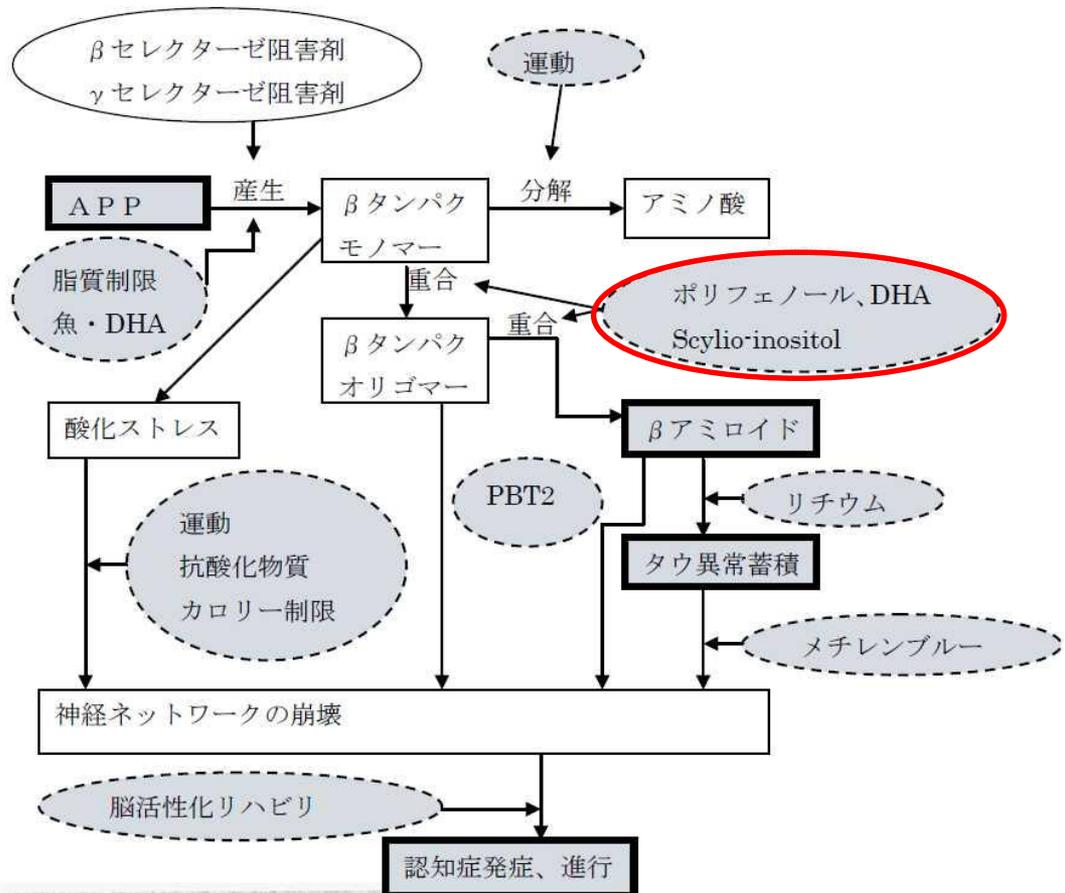 βセレクターゼ阻害剤
γセレクターゼ阻害剤
運動
APP
産生
βタンパク
モノマー
分解
アミノ酸
脂質制限
魚・DHA
重合
ポリフェノール、DHA
Scylio-inositol
重合
βタンパク
オリゴマー
酸化ストレス
βアミロイド
PBT2
リチウム
運動
抗酸化物質
カロリー制限
タウ異常蓄積
メチレンブルー
神経ネットワークの崩壊
脳活性化リハビリ
認知症発症、進行